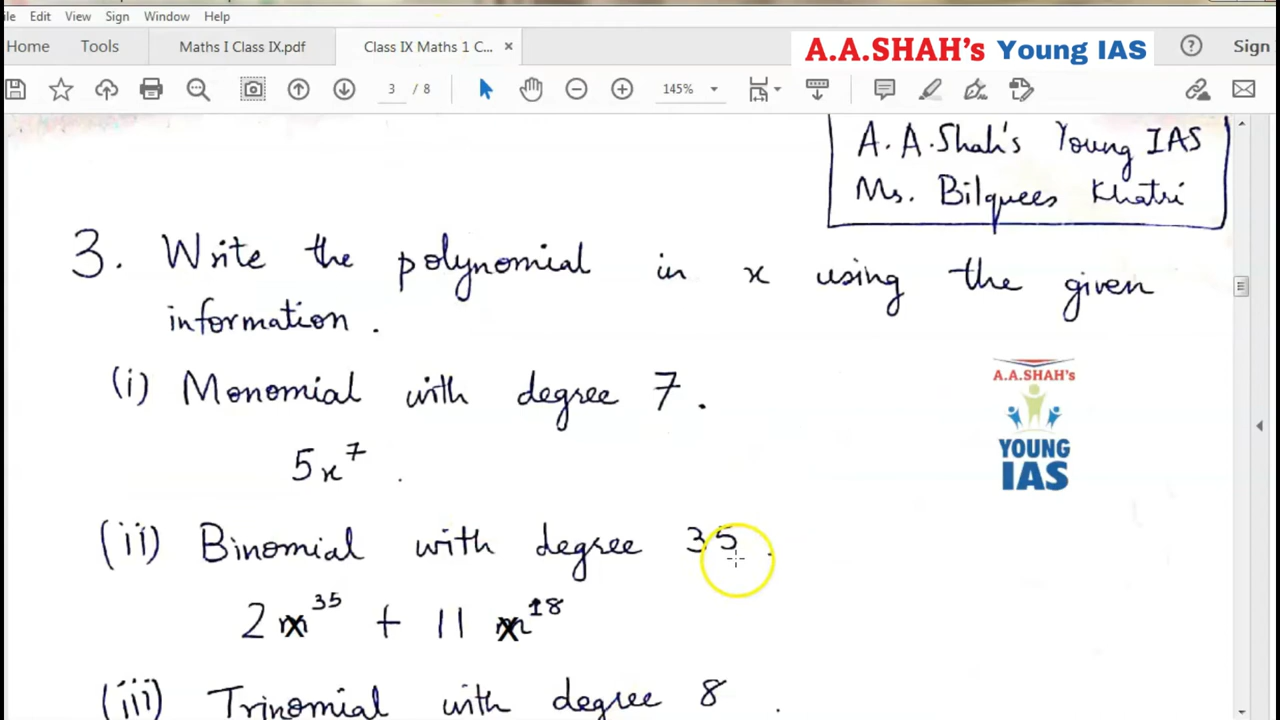 ile Edit View Sign Window Help
Home Tools Maths I Class IX.pdf Class IX Maths 1 C... × A.A.SHAH's Young IAS Sign
3 / 8 145%
A.A.Shah's Young IAS
Ms. Bilquees Khatri
3. Write the polynomial in x using the given
information.
A.A.SHAH's
YOUNG
IAS
(i) Monomial with degree 7.
5x⁷.
(ii) Binomial with degree 35.
2x³⁵ + 11x¹⁸
(iii) Trinomial with degree 8.